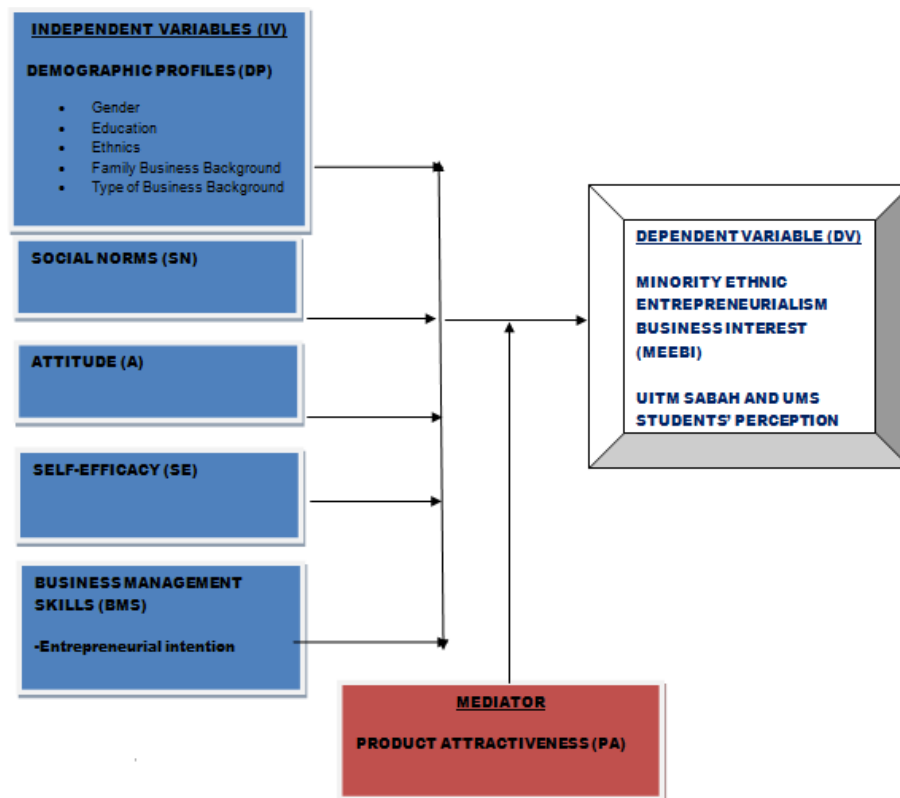 INDEPENDENT VARIABLES (IV)
DEMOGRAPHIC PROFILES (DP)
• Gender
• Education
• Ethnics
• Family Business Background
• Type of Business Background
SOCIAL NORMS (SN)
ATTITUDE (A)
SELF-EFFICACY (SE)
BUSINESS MANAGEMENT
SKILLS (BMS)
-Entrepreneurial intention
MEDIATOR
PRODUCT ATTRACTIVENESS (PA)
DEPENDENT VARIABLE (DV)
MINORITY ETHNIC
ENTREPRENEURIALISM
BUSINESS INTEREST
(MEEBI)
UITM SABAH AND UMS
STUDENTS' PERCEPTION